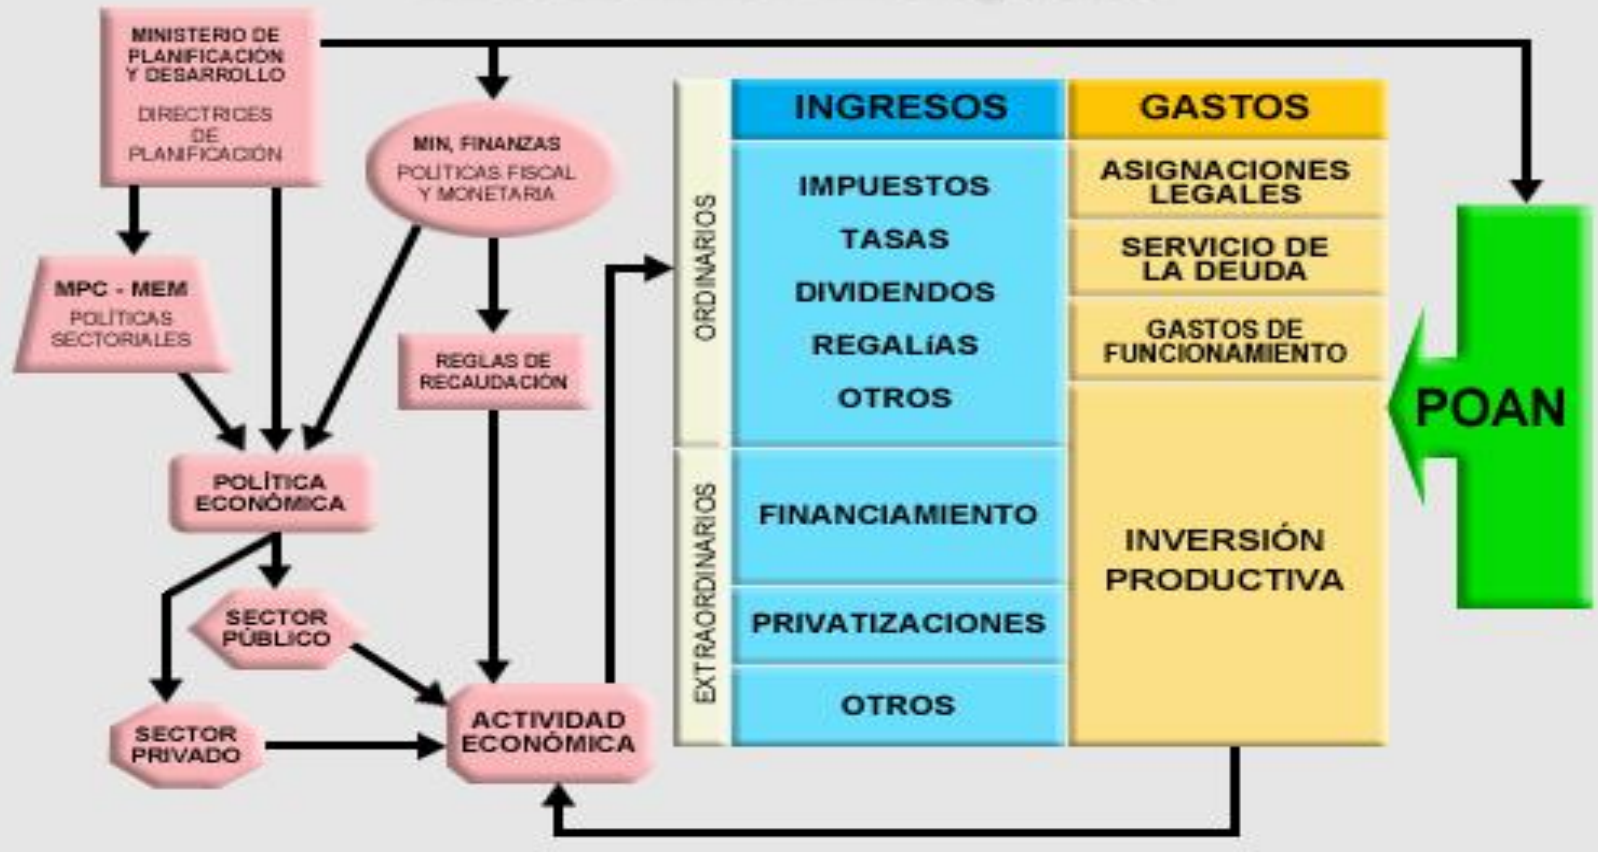 MINISTERIO DE
PLANIFICACIÓN
Y DESARROLLO
DIRECTRICES
DE
PLANIFICACIÓN
MIN, FINANZAS
POLÍTICAS FISCAL
Y MONETARIA
MPC - MEM
POLÍTICAS
SECTORIALES
REGLAS DE
RECAUDACIÓN
POLÍTICA
ECONÓMICA
SECTOR
PÚBLICO
SECTOR
PRIVADO
ACTIVIDAD
ECONÓMICA
ORDINARIOS
EXTRAORDINARIOS
INGRESOS
IMPUESTOS
TASAS
DIVIDENDOS
REGALíAS
OTROS
FINANCIAMIENTO
PRIVATIZACIONES
OTROS
GASTOS
ASIGNACIONES
LEGALES
SERVICIO DE
LA DEUDA
GASTOS DE
FUNCIONAMIENTO
INVERSIÓN
PRODUCTIVA
POAN